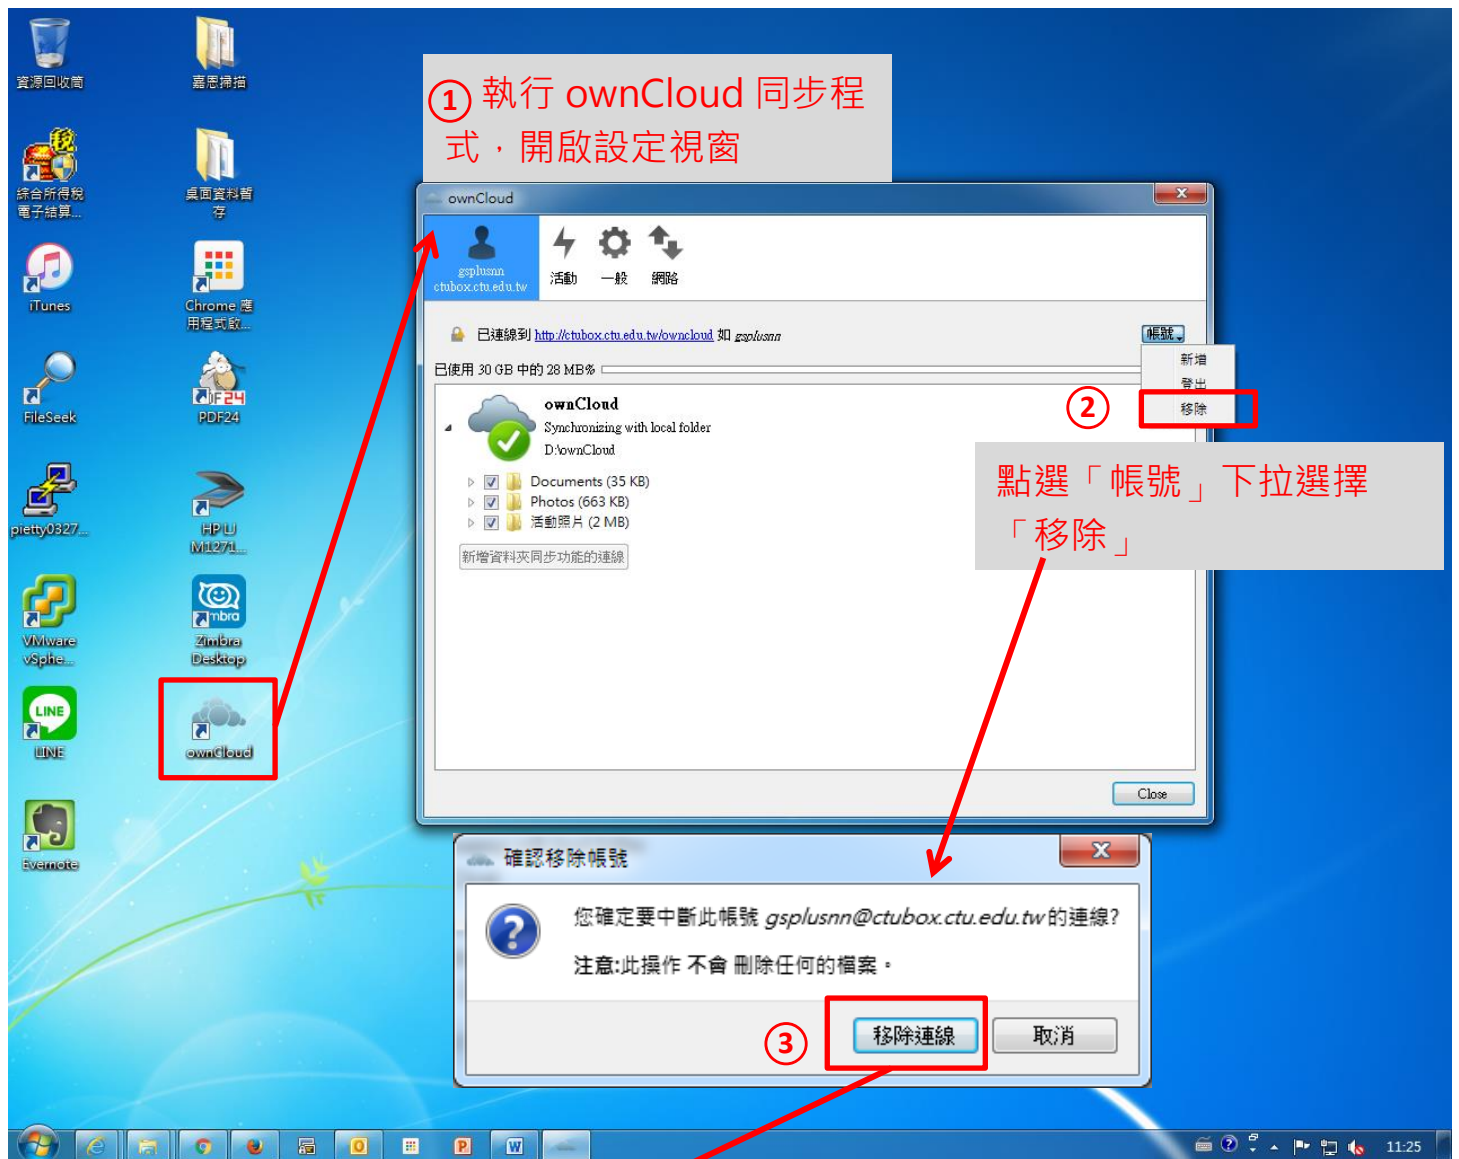 資源回收筒
嘉恩掃描
① 執行 ownCloud 同步程
式，開啟設定視窗
綜合所得稅
電子結算...
桌面資料暫
存
ownCloud
gsplusnn
ctubox.ctu.edu.tw
活動
一般
網路
iTunes
Chrome 應
用程式啟...
已連線到 http://ctubox.ctu.edu.tw/owncloud 如 gsplusnn
帳號
新增
登出
移除
已使用 30 GB 中的 28 MB%
②
點選「帳號」下拉選擇
「移除」
FileSeek
PDF24
ownCloud
Synchronizing with local folder
D:\ownCloud
Documents (35 KB)
Photos (663 KB)
活動照片 (2 MB)
新增資料夾同步功能的連線
pietty0327...
HP LJ
M1271...
VMware
vSphe...
Zimbra
Desktop
LINE
LINE
ownCloud
Close
Evernote
確認移除帳號
您確定要中斷此帳號 gsplusnn@ctubox.ctu.edu.tw 的連線?
注意:此操作 不會 刪除任何的檔案。
③
移除連線
取消
11:25